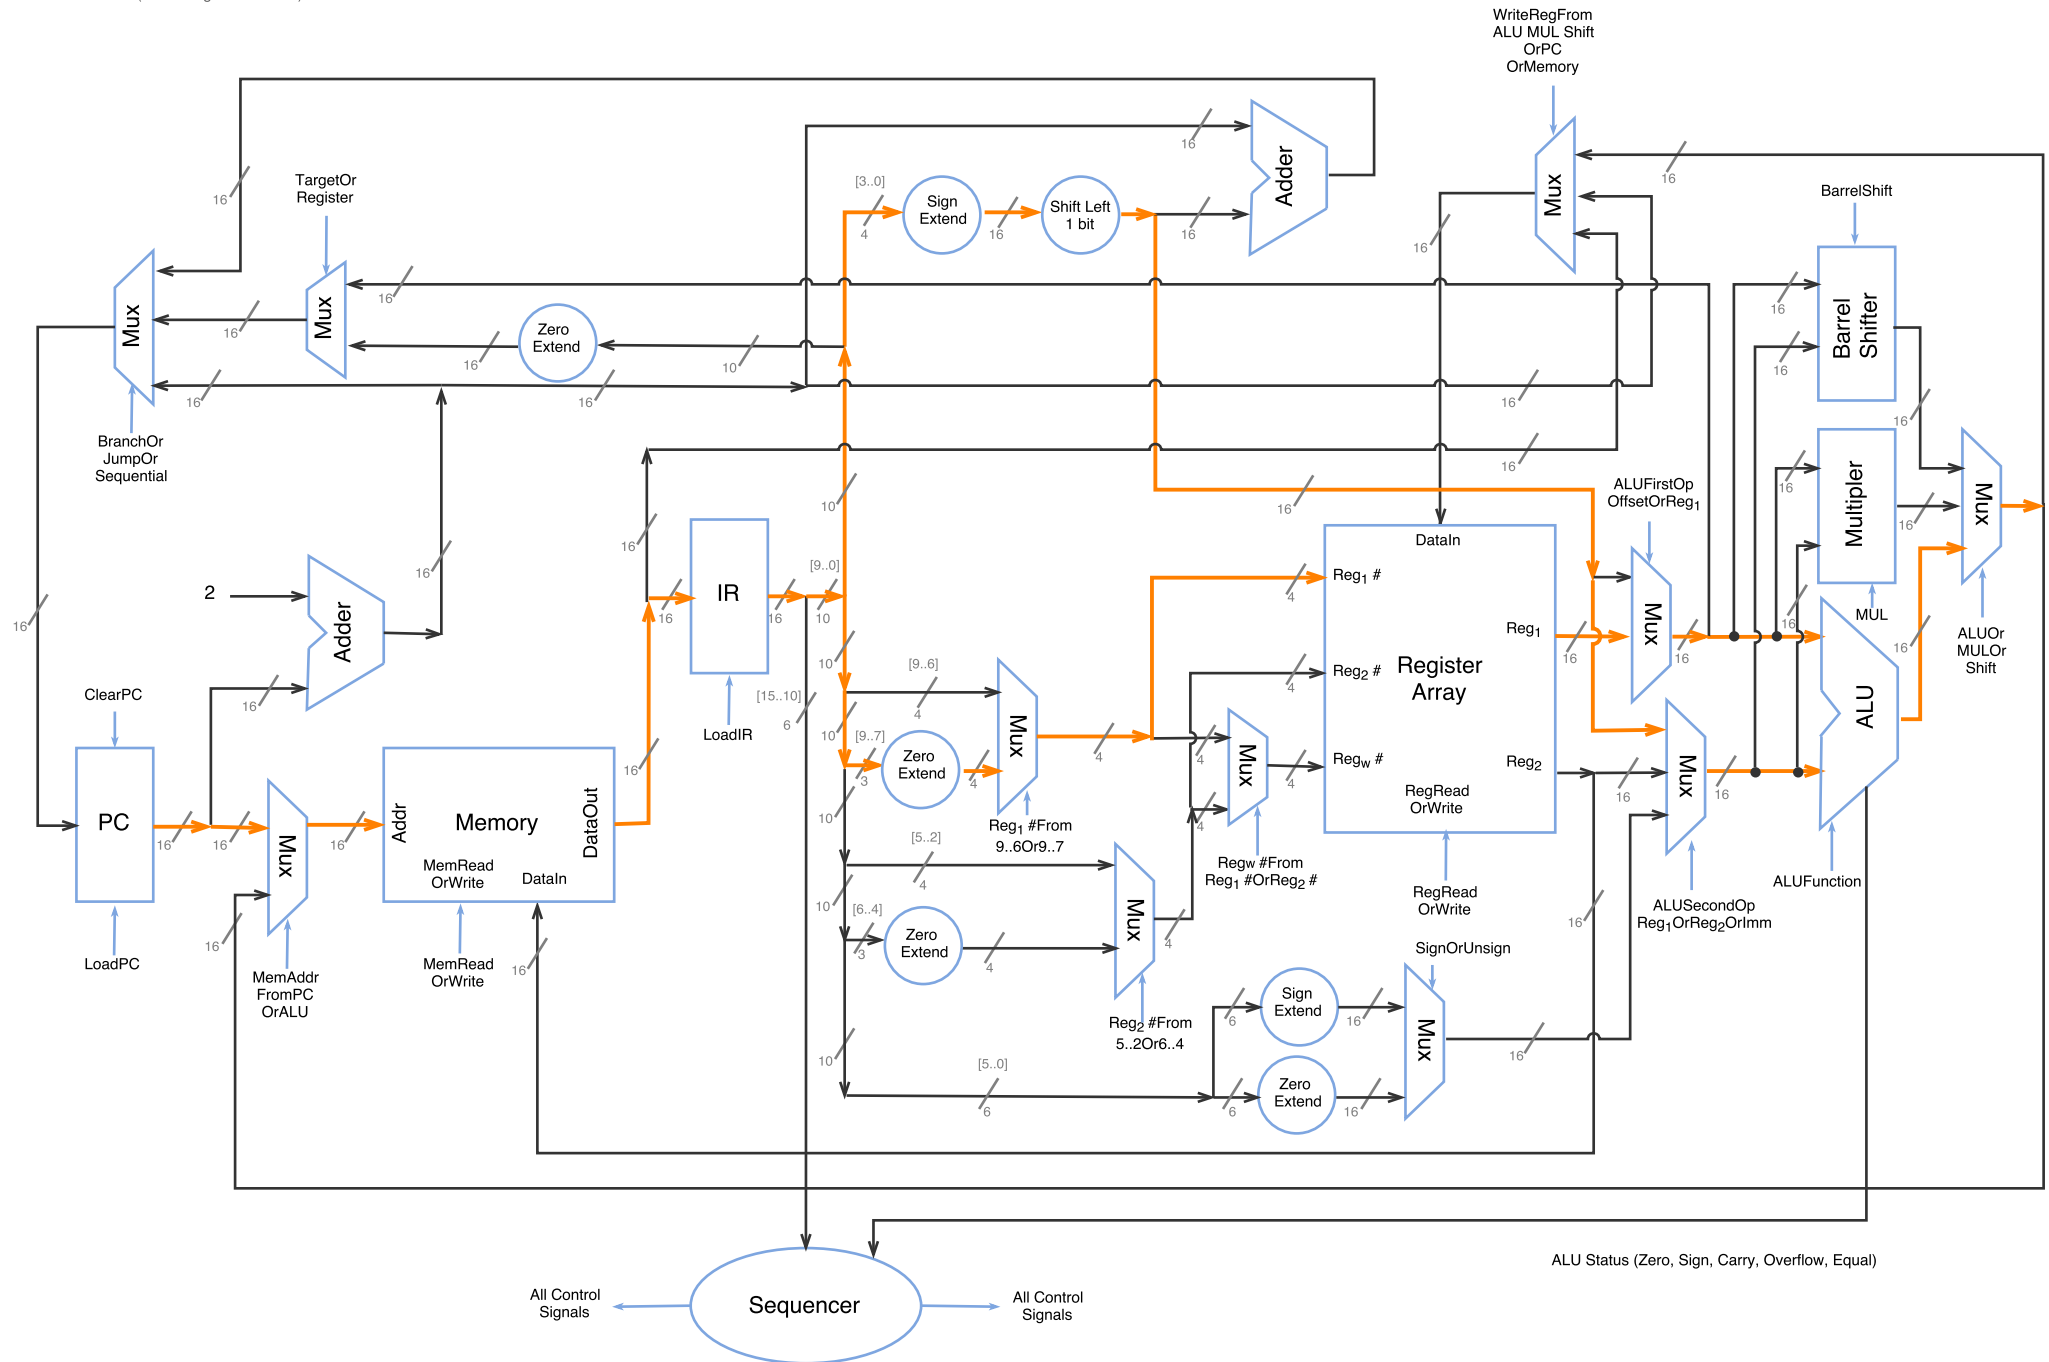 WriteRegFrom
ALU MUL Shift
OrPC
OrMemory
16
Adder
16
TargetOr
Register
[3..0]
4
Sign
Extend
16
Shift Left
1 bit
16
Mux
16
16
BarrelShift
16
Mux
16
Mux
16
Zero
Extend
16
10
16
16
Barrel
Shifter
16
16
16
16
16
BranchOr
JumpOr
Sequential
16
10
16
16
ALUFirstOp
OffsetOrReg1
Multipler
16
16
Mux
MUL
16
ALUOr
MULOr
Shift
16
2
Adder
16
16
16
IR
LoadIR
16
[9..0]
10
10
DataIn
Reg1 #
4
Reg1
16
Mux
16
16
Register
Array
Reg2 #
4
Regw #
4
Reg2
RegRead
OrWrite
RegRead
OrWrite
[15..10]
6
[9..6]
4
10
[9..7]
3
Zero
Extend
4
Mux
4
Reg1 #From
9..6Or9..7
4
4
Mux
Regw #From
Reg1 #OrReg2 #
16
Mux
16
ALU
ALUFunction
ALUSecondOp
Reg1OrReg2OrImm
ClearPC
PC
LoadPC
16
16
Mux
MemAddr
FromPC
OrALU
16
16
Addr
Memory
DataOut
MemRead
OrWrite
DataIn
MemRead
OrWrite
16
16
10
[5..2]
4
10
[6..4]
3
Zero
Extend
4
Mux
4
Reg2 #From
5..2Or6..4
16
SignOrUnsign
10
[5..0]
6
6
Sign
Extend
16
6
Zero
Extend
16
Mux
16
ALU Status (Zero, Sign, Carry, Overflow, Equal)
All Control
Signals
Sequencer
All Control
Signals